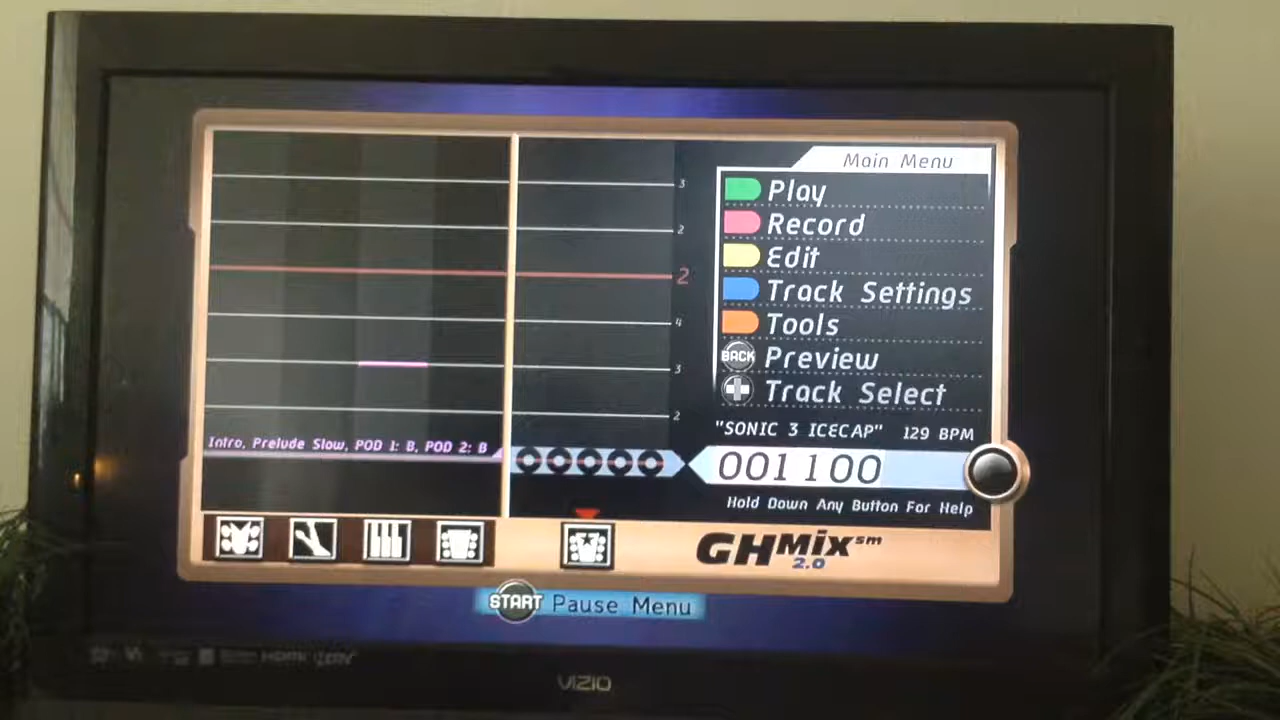 Main Menu
Play
Record
Edit
Track Settings
Tools
BACK Preview
Track Select
"SONIC 3 ICECAP" 129 BPM
001100
Hold Down Any Button For Help
3
2
2
4
3
2
Intro, Prelude Slow, POD 1: B, POD 2: B
GHMix SM
2.0
START Pause Menu
VIZIO